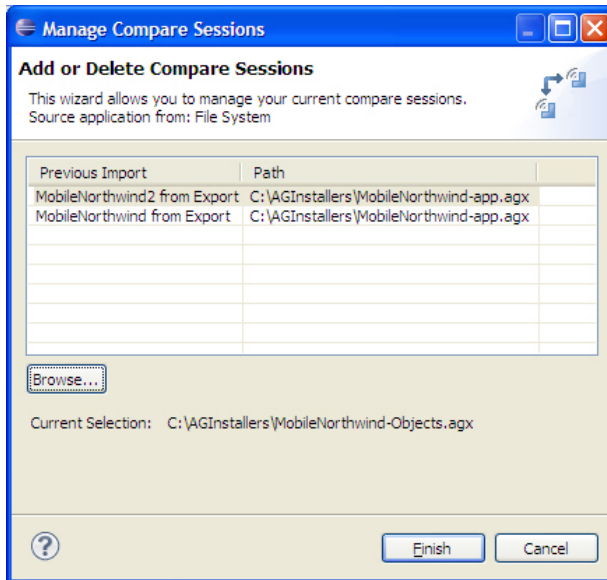 Manage Compare Sessions
Add or Delete Compare Sessions
This wizard allows you to manage your current compare sessions.
Source application from: File System
Previous Import Path
MobileNorthwind2 from Export C:\AGInstallers\MobileNorthwind-app.agx
MobileNorthwind from Export C:\AGInstallers\MobileNorthwind-app.agx
Browse...
Current Selection: C:\AGInstallers\MobileNorthwind-Objects.agx
? Finish Cancel